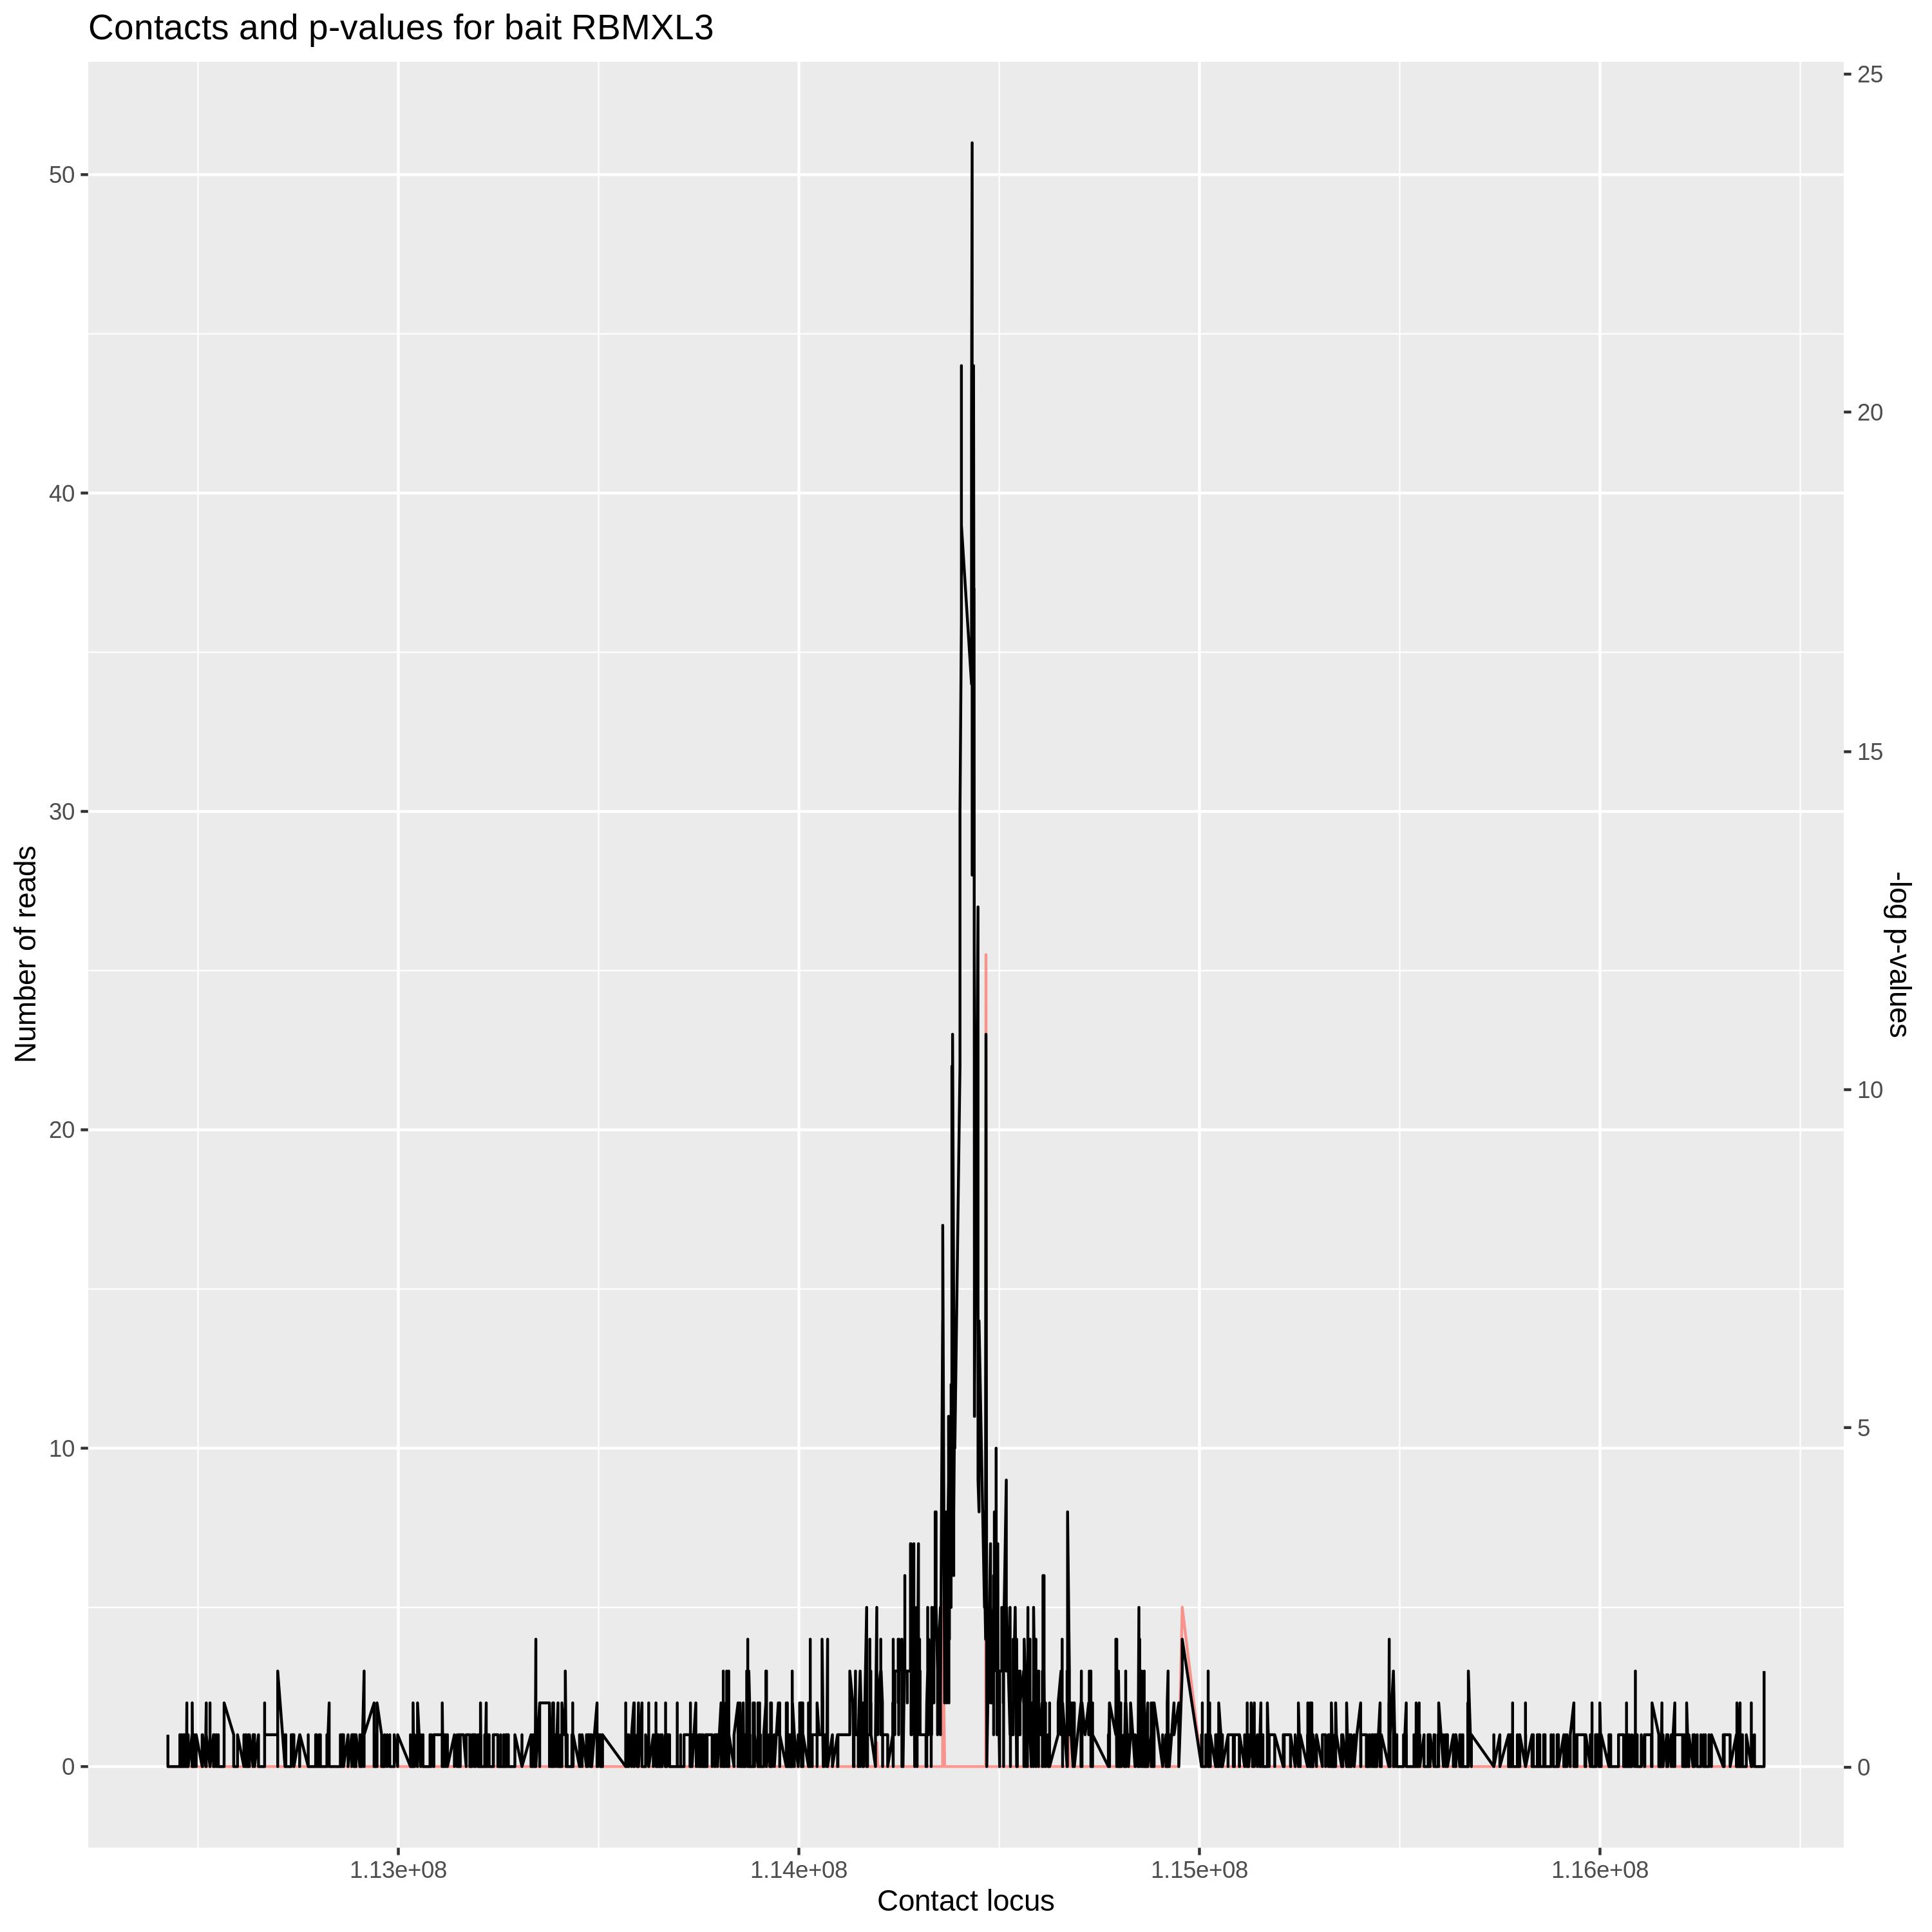 Contacts and p-values for bait RBMXL3
Number of reads
50
40
30
20
10
0
25
20
15
10
5
0
-log p-values
1.13e+08
1.14e+08
1.15e+08
1.16e+08
Contact locus